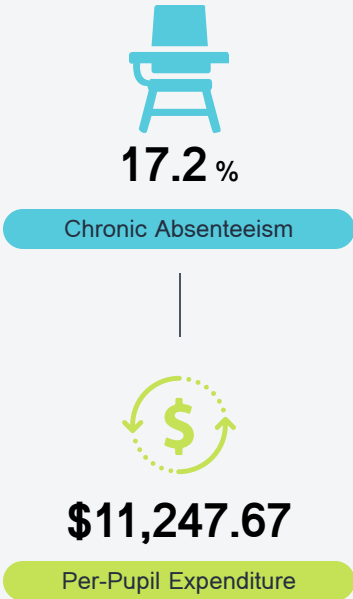 17.2 %
Chronic Absenteeism
$
$11,247.67
Per-Pupil Expenditure